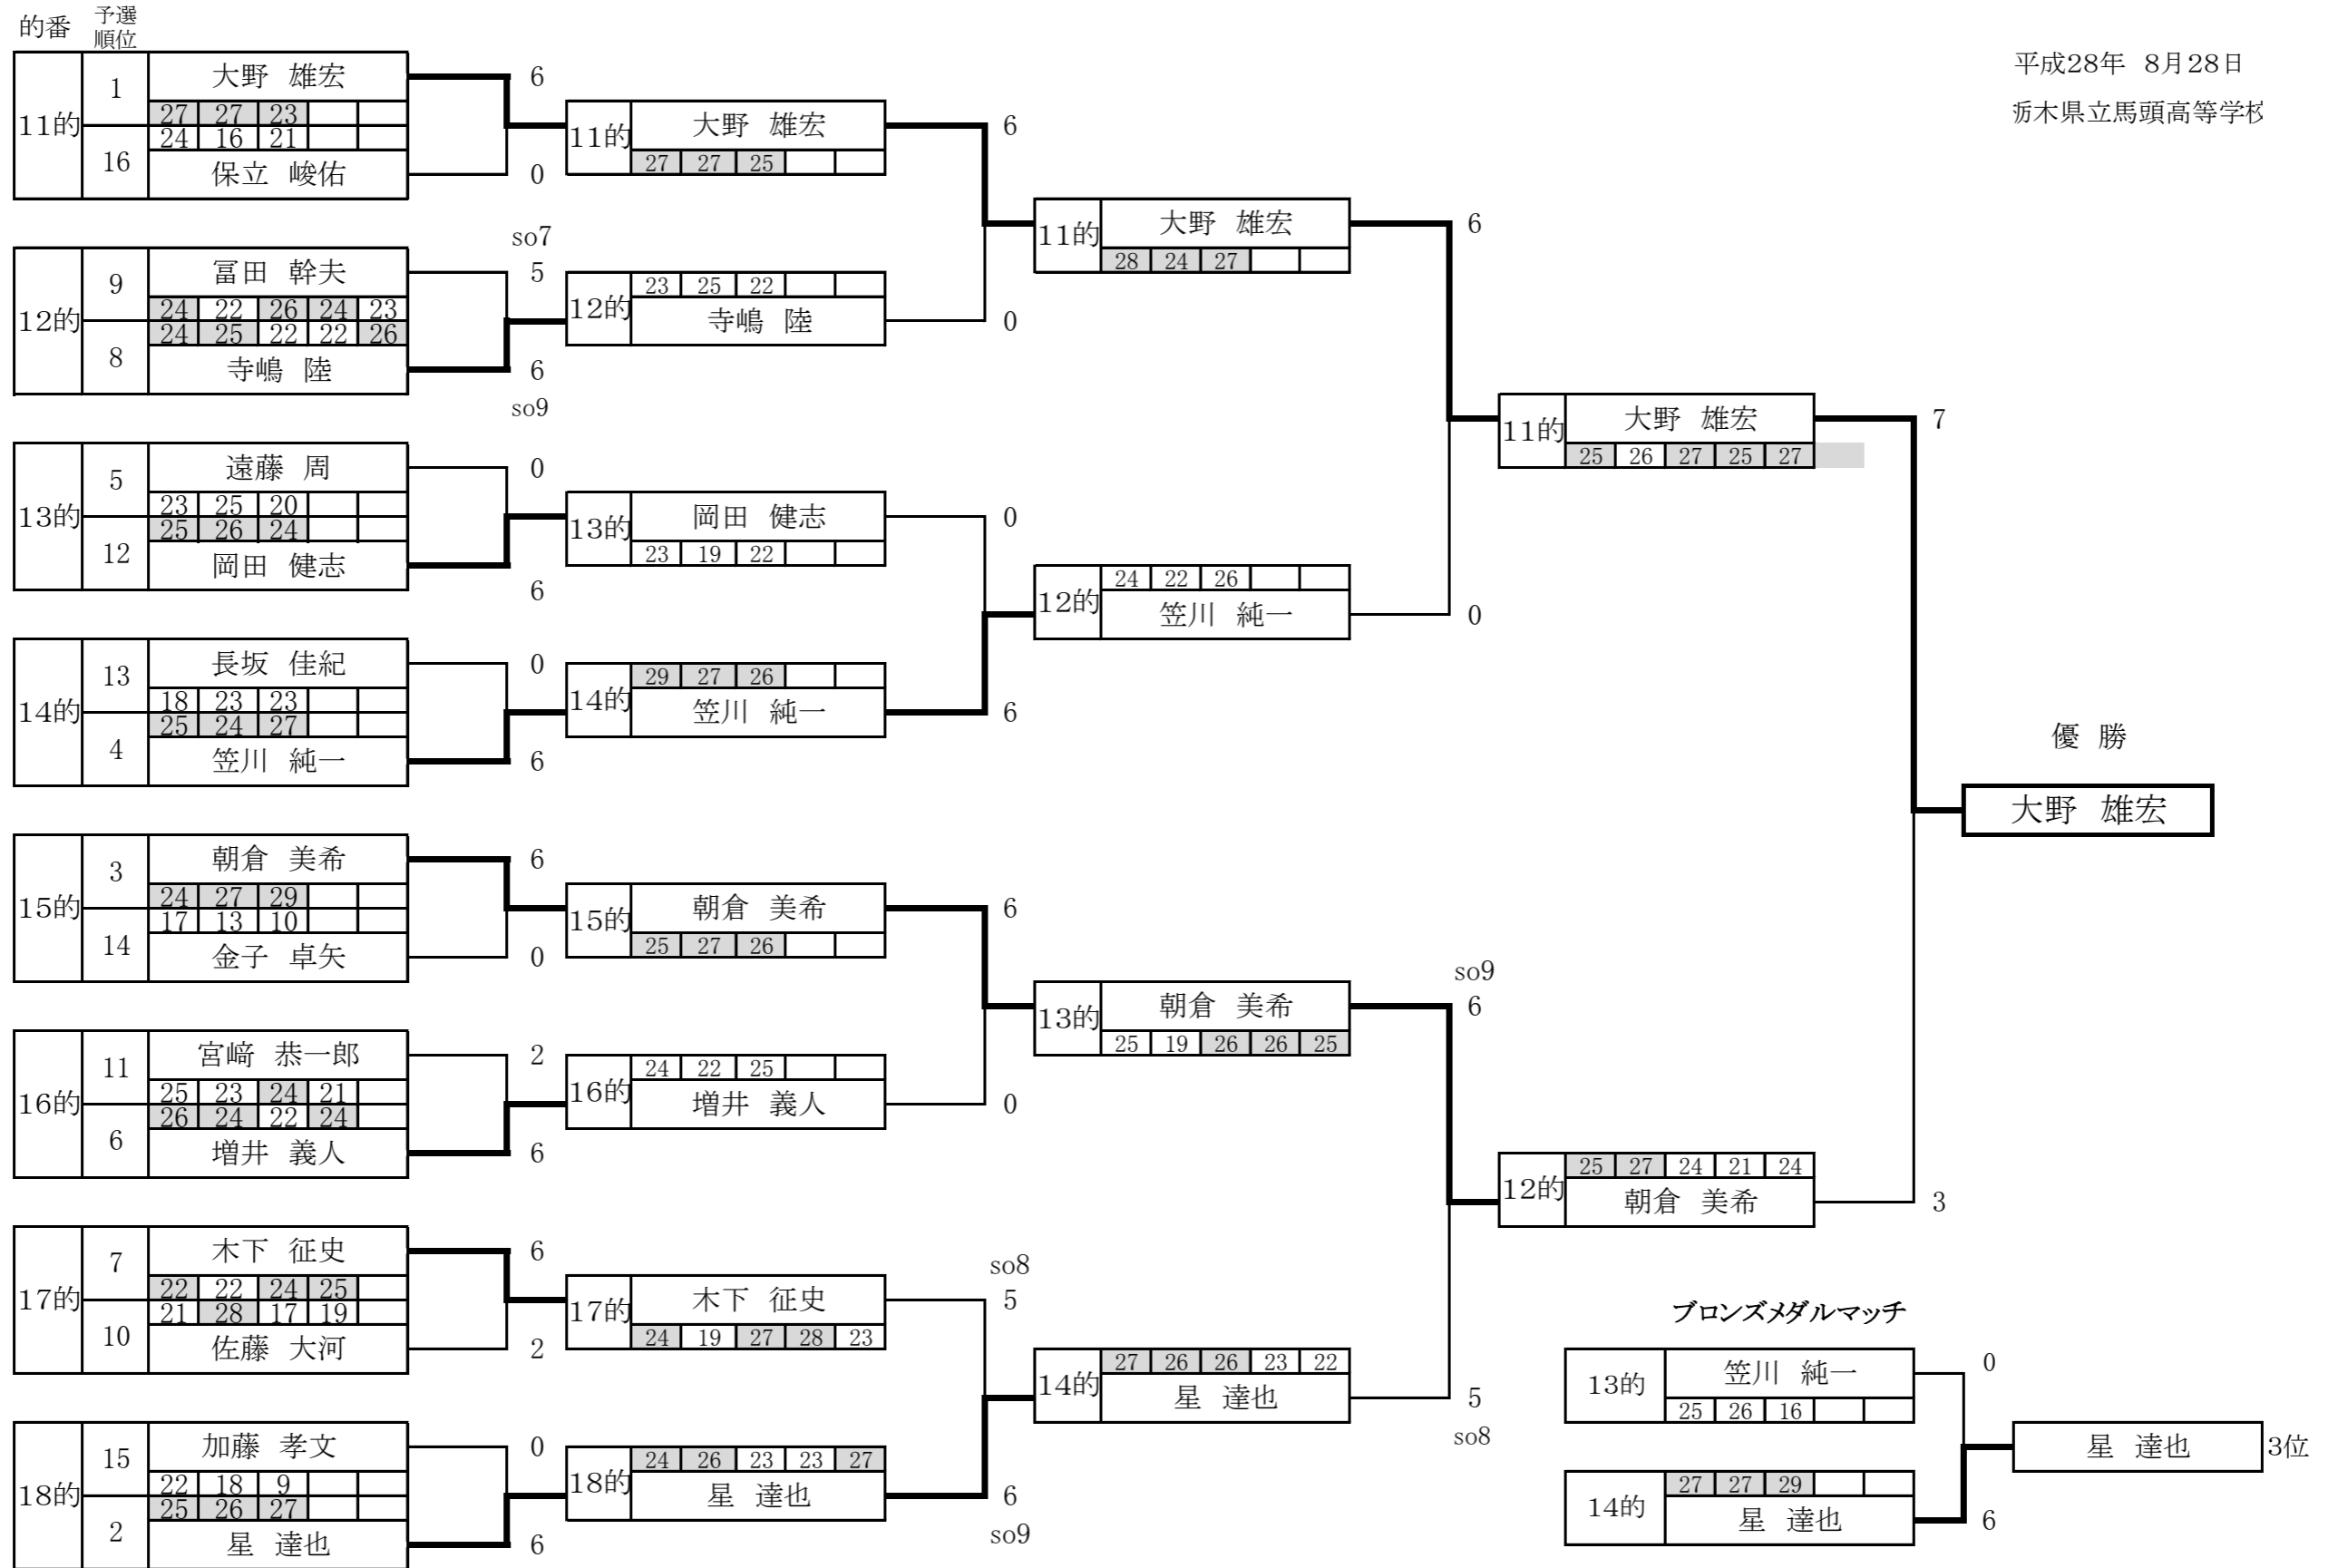 的番 予選順位
平成28年 8月28日
栃木県立馬頭高等学校
11的 1 大野 雄宏 6
27 27 23
24 16 21
16 保立 峻佑 0
12的 9 冨田 幹夫 5 so7
24 22 26 24 23
24 25 22 22 26
8 寺嶋 陸 6 so9
13的 5 遠藤 周 0
23 25 20
25 26 24
12 岡田 健志 6
14的 13 長坂 佳紀 0
18 23 23
25 24 27
4 笠川 純一 6
15的 3 朝倉 美希 6
24 27 29
17 13 10
14 金子 卓矢 0
16的 11 宮﨑 恭一郎 2
25 23 24 21
26 24 22 24
6 増井 義人 6
17的 7 木下 征史 6
22 22 24 25
21 28 17 19
10 佐藤 大河 2
18的 15 加藤 孝文 0
22 18 9
25 26 27
2 星 達也 6
11的 大野 雄宏 6
27 27 25
12的 23 25 22
寺嶋 陸 0
13的 岡田 健志 0
23 19 22
14的 29 27 26
笠川 純一 6
15的 朝倉 美希 6
25 27 26
16的 24 22 25
増井 義人 0
17的 木下 征史 5 so8
24 19 27 28 23
18的 24 26 23 23 27
星 達也 6 so9
11的 大野 雄宏 6
28 24 27
12的 24 22 26
笠川 純一 0
13的 朝倉 美希 6 so9
25 19 26 26 25
14的 27 26 26 23 22
星 達也 5 so8
11的 大野 雄宏 7
25 26 27 25 27
12的 25 27 24 21 24
朝倉 美希 3
優 勝
大野 雄宏
ブロンズメダルマッチ
13的 笠川 純一 0
25 26 16
14的 27 27 29
星 達也 6
星 達也 3位